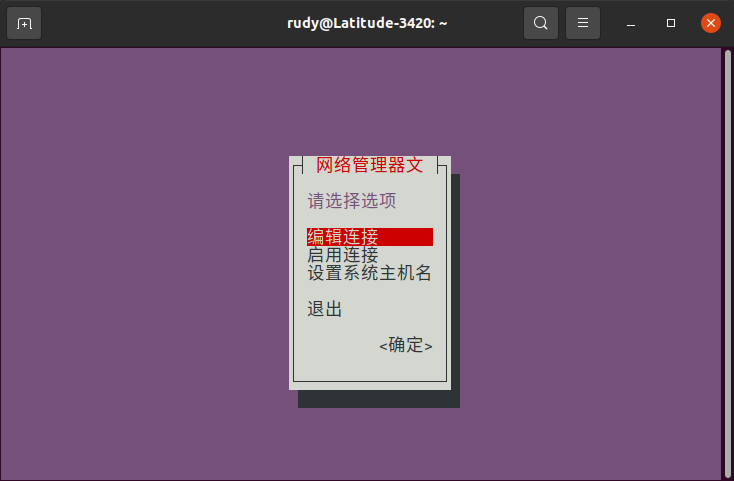 rudy@Latitude-3420: ~
网络管理器文
请选择选项
编辑连接
启用连接
设置系统主机名
退出
<确定>